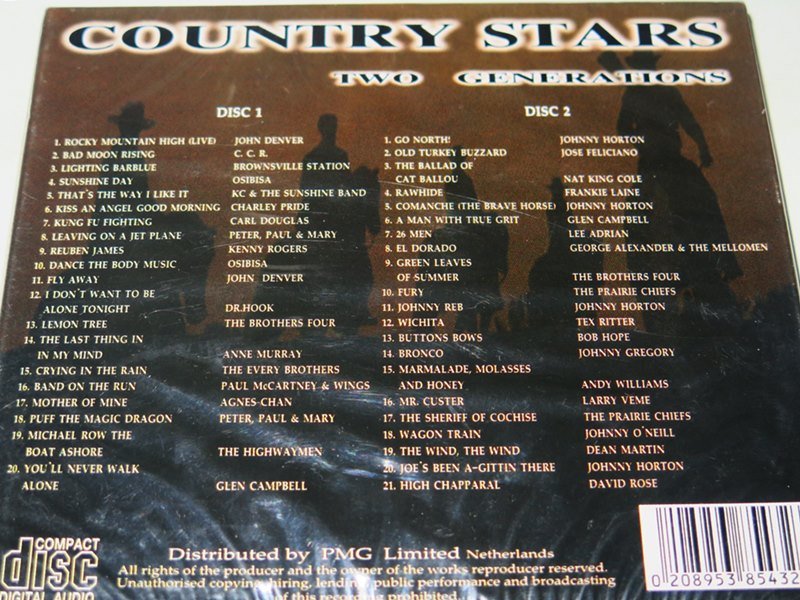 COUNTRY STARS
TWO GENERATIONS
DISC 1
1. ROCKY MOUNTAIN HIGH (LIVE) JOHN DENVER
2. BAD MOON RISING C. C. R.
3. LIGHTING BARBLUE BROWNSVILLE STATION
4. SUNSHINE DAY OSIBISA
5. THAT'S THE WAY I LIKE IT KC & THE SUNSHINE BAND
6. KISS AN ANGEL GOOD MORNING CHARLEY PRIDE
7. KUNG FU FIGHTING CARL DOUGLAS
8. LEAVING ON A JET PLANE PETER, PAUL & MARY
9. REUBEN JAMES KENNY ROGERS
10. DANCE THE BODY MUSIC OSIBISA
11. FLY AWAY JOHN DENVER
12. I DON'T WANT TO BE
ALONE TONIGHT DR.HOOK
13. LEMON TREE THE BROTHERS FOUR
14. THE LAST THING IN
IN MY MIND ANNE MURRAY
15. CRYING IN THE RAIN THE EVERY BROTHERS
16. BAND ON THE RUN PAUL McCARTNEY & WINGS
17. MOTHER OF MINE AGNES-CHAN
18. PUFF THE MAGIC DRAGON PETER, PAUL & MARY
19. MICHAEL ROW THE
BOAT ASHORE THE HIGHWAYMEN
20. YOU'LL NEVER WALK
ALONE GLEN CAMPBELL
DISC 2
1. GO NORTH! JOHNNY HORTON
2. OLD TURKEY BUZZARD JOSE FELICIANO
3. THE BALLAD OF
CAT BALLOU NAT KING COLE
4. RAWHIDE FRANKIE LAINE
5. COMANCHE (THE BRAVE HORSE) JOHNNY HORTON
6. A MAN WITH TRUE GRIT GLEN CAMPBELL
7. 26 MEN LEE ADRIAN
8. EL DORADO GEORGE ALEXANDER & THE MELLOMEN
9. GREEN LEAVES
OF SUMMER THE BROTHERS FOUR
10. FURY THE PRAIRIE CHIEFS
11. JOHNNY REB JOHNNY HORTON
12. WICHITA TEX RITTER
13. BUTTONS BOWS BOB HOPE
14. BRONCO JOHNNY GREGORY
15. MARMALADE, MOLASSES
AND HONEY ANDY WILLIAMS
16. MR. CUSTER LARRY VEME
17. THE SHERIFF OF COCHISE THE PRAIRIE CHIEFS
18. WAGON TRAIN JOHNNY O'NEILL
19. THE WIND, THE WIND DEAN MARTIN
20. JOE'S BEEN A-GITTIN THERE JOHNNY HORTON
21. HIGH CHAPPARAL DAVID ROSE
COMPACT
disc
DIGITAL AUDIO
Distributed by PMG Limited Netherlands
All rights of the producer and the owner of the works reproducer reserved.
Unauthorised copying, hiring, lending, public performance and broadcasting
of this recording prohibited.
0 208953 85432